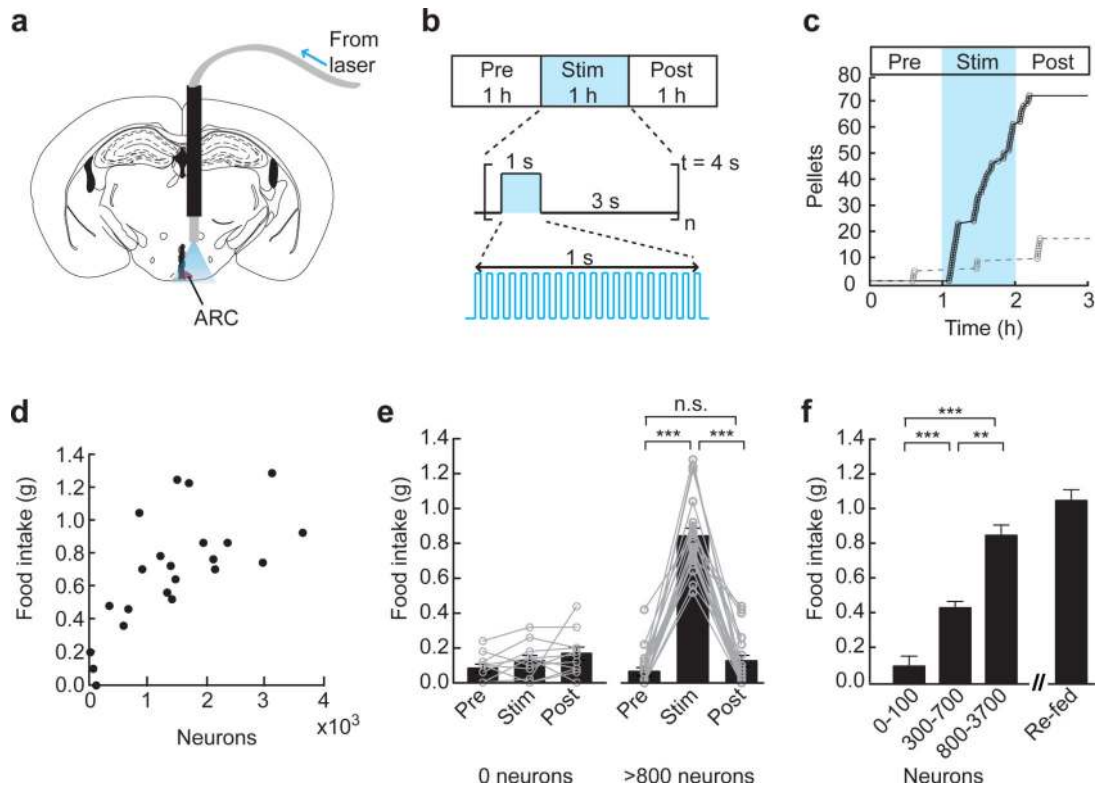 a
From
laser
ARC
b
Pre
1 h
Stim
1 h
Post
1 h
1 s
t = 4 s
3 s
n
1s
c
Pre Stim Post
Pellets
80
70
60
50
40
30
20
10
0
0 1 2 3
Time (h)
d
Food intake (g)
1.4
1.2
1.0
0.8
0.6
0.4
0.2
0.0
0 1 2 3 4
x10³
Neurons
e
n.s.
*** ***
Food intake (g)
1.4
1.2
1.0
0.8
0.6
0.4
0.2
0.0
Pre Stim Post Pre Stim Post
0 neurons >800 neurons
f
***
*** **
Food intake (g)
1.4
1.2
1.0
0.8
0.6
0.4
0.2
0.0
0-100 300-700 800-3700 // Re-fed
Neurons